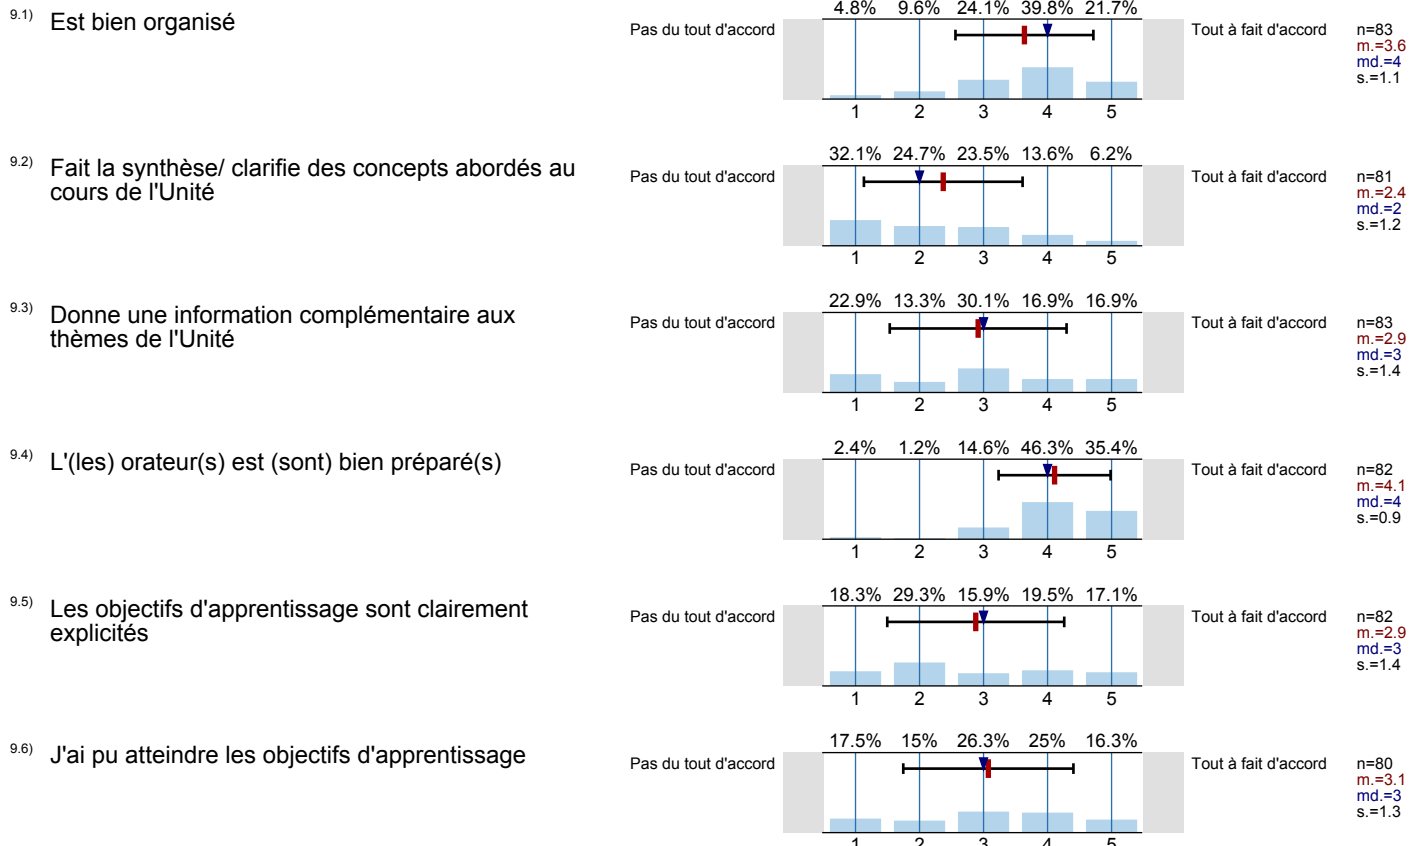 9.1) Est bien organisé
4.8% 9.6% 24.1% 39.8% 21.7%
Pas du tout d'accord
Tout à fait d'accord
n=83
m.=3.6
md.=4
s.=1.1
1 2 3 4 5
9.2) Fait la synthèse/ clarifie des concepts abordés au
cours de l'Unité
32.1% 24.7% 23.5% 13.6% 6.2%
Pas du tout d'accord
Tout à fait d'accord
n=81
m.=2.4
md.=2
s.=1.2
1 2 3 4 5
9.3) Donne une information complémentaire aux
thèmes de l'Unité
22.9% 13.3% 30.1% 16.9% 16.9%
Pas du tout d'accord
Tout à fait d'accord
n=83
m.=2.9
md.=3
s.=1.4
1 2 3 4 5
9.4) L'(les) orateur(s) est (sont) bien préparé(s)
2.4% 1.2% 14.6% 46.3% 35.4%
Pas du tout d'accord
Tout à fait d'accord
n=82
m.=4.1
md.=4
s.=0.9
1 2 3 4 5
9.5) Les objectifs d'apprentissage sont clairement
explicités
18.3% 29.3% 15.9% 19.5% 17.1%
Pas du tout d'accord
Tout à fait d'accord
n=82
m.=2.9
md.=3
s.=1.4
1 2 3 4 5
9.6) J'ai pu atteindre les objectifs d'apprentissage
17.5% 15% 26.3% 25% 16.3%
Pas du tout d'accord
Tout à fait d'accord
n=80
m.=3.1
md.=3
s.=1.3
1 2 3 4 5